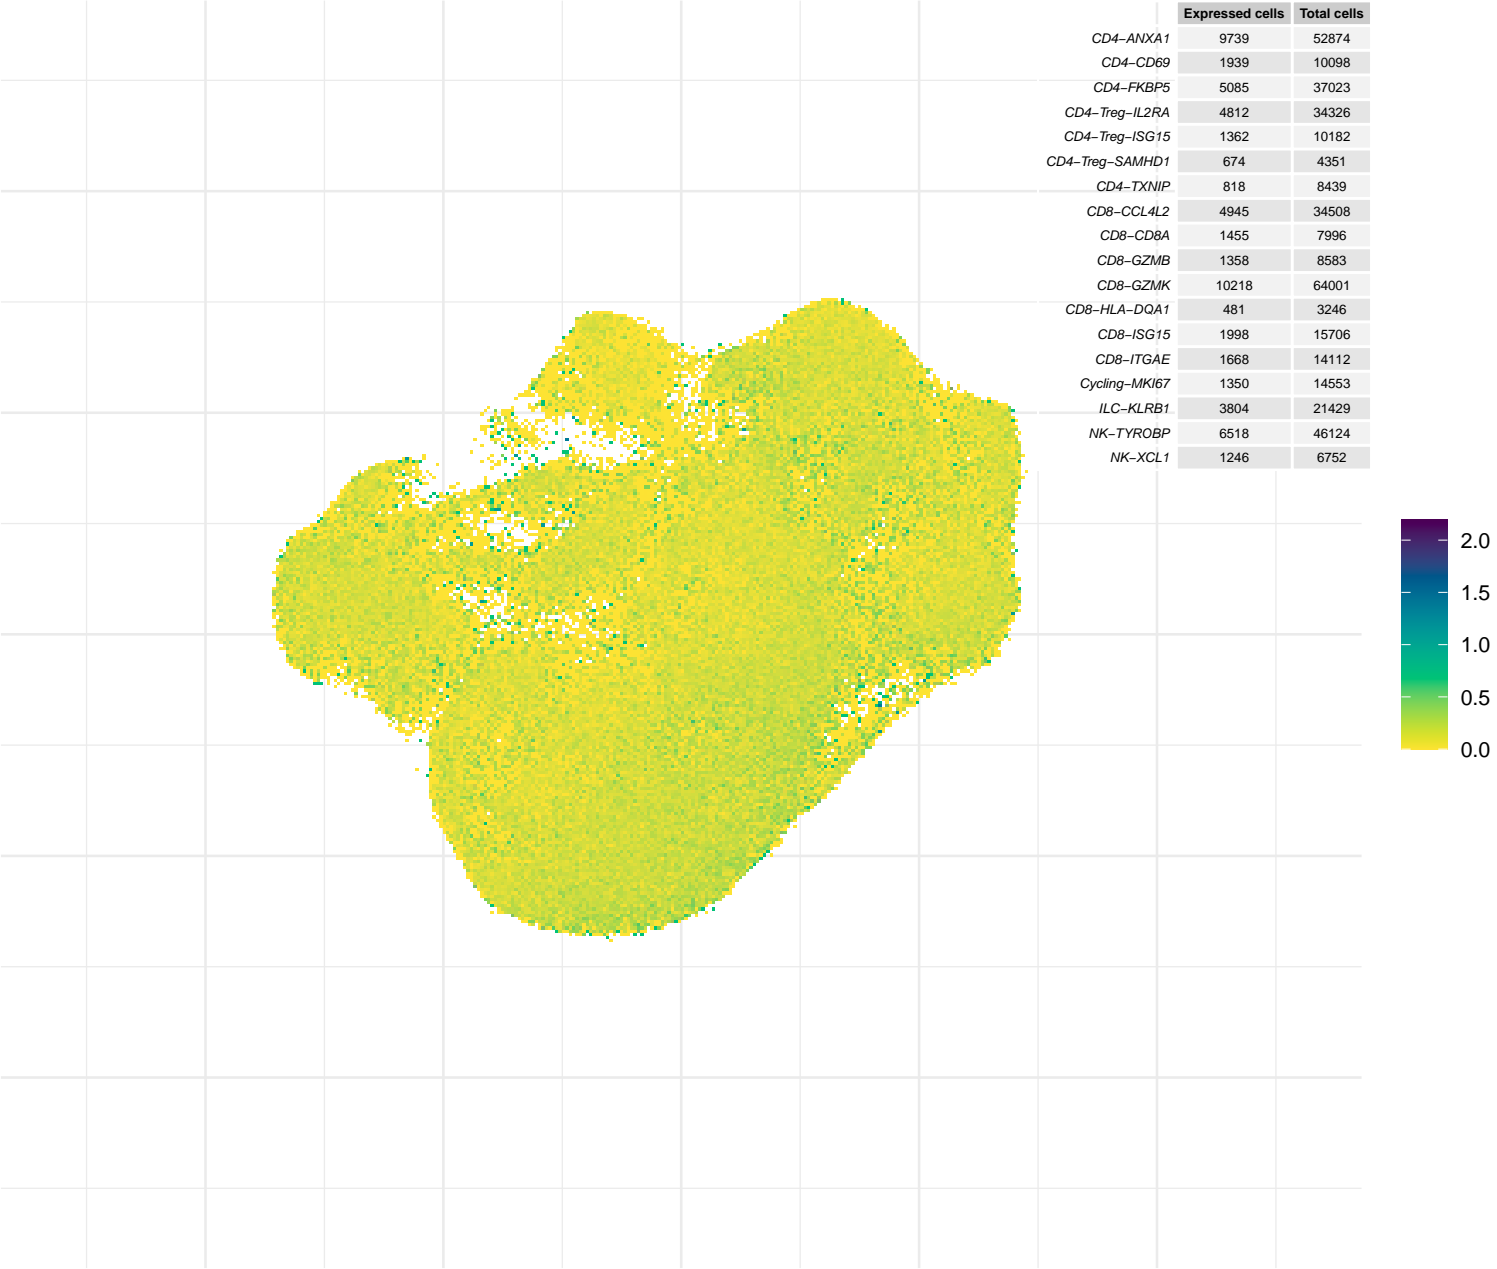 Expressed cells Total cells
CD4−ANXA1 9739 52874
CD4−CD69 1939 10098
CD4−FKBP5 5085 37023
CD4−Treg−IL2RA 4812 34326
CD4−Treg−ISG15 1362 10182
CD4−Treg−SAMHD1 674 4351
CD4−TXNIP 818 8439
CD8−CCL4L2 4945 34508
CD8−CD8A 1455 7996
CD8−GZMB 1358 8583
CD8−GZMK 10218 64001
CD8−HLA−DQA1 481 3246
CD8−ISG15 1998 15706
CD8−ITGAE 1668 14112
Cycling−MKI67 1350 14553
ILC−KLRB1 3804 21429
NK−TYROBP 6518 46124
NK−XCL1 1246 6752
2.0
1.5
1.0
0.5
0.0